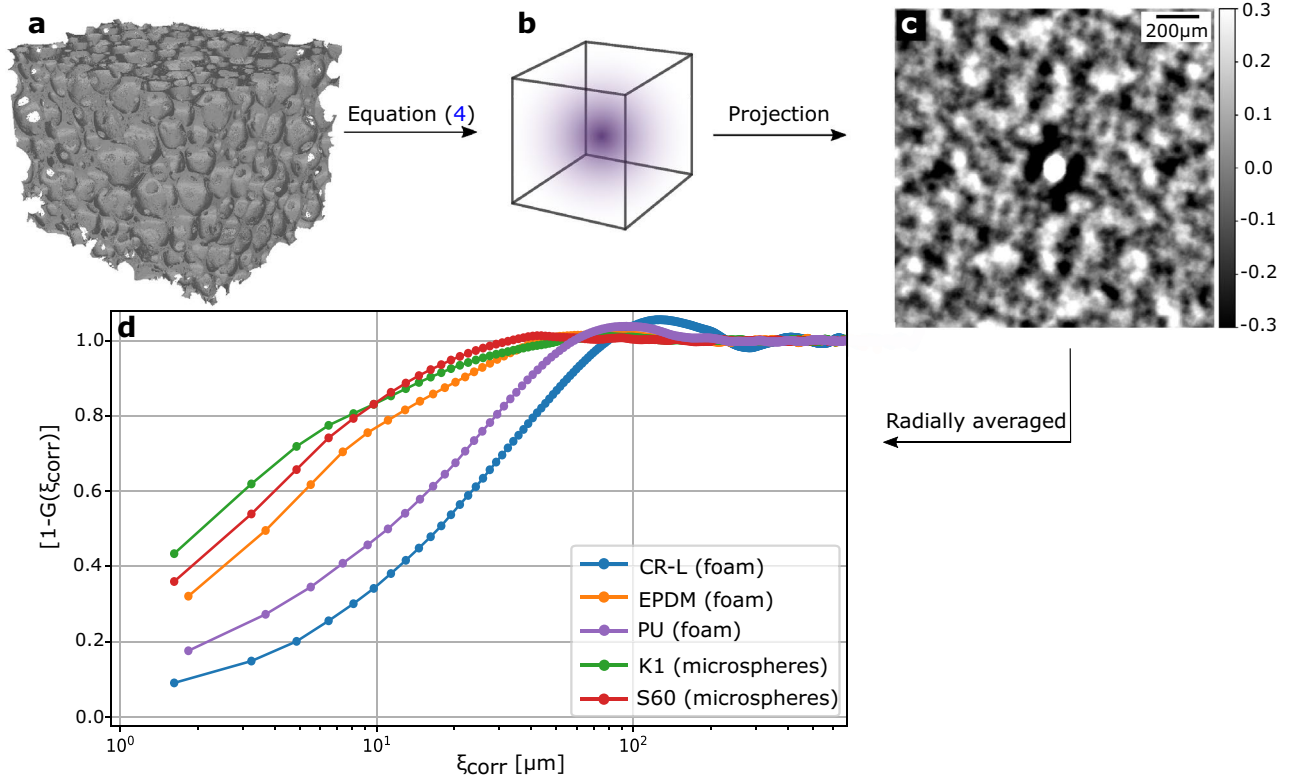 a
b
c
200μm
0.3
0.2
0.1
0.0
-0.1
-0.2
-0.3
Equation (4)
Projection
Radially averaged
d
[1-G(ξcorr)]
1.0
0.8
0.6
0.4
0.2
0.0
CR-L (foam)
EPDM (foam)
PU (foam)
K1 (microspheres)
S60 (microspheres)
10⁰
10¹
10²
ξcorr [μm]